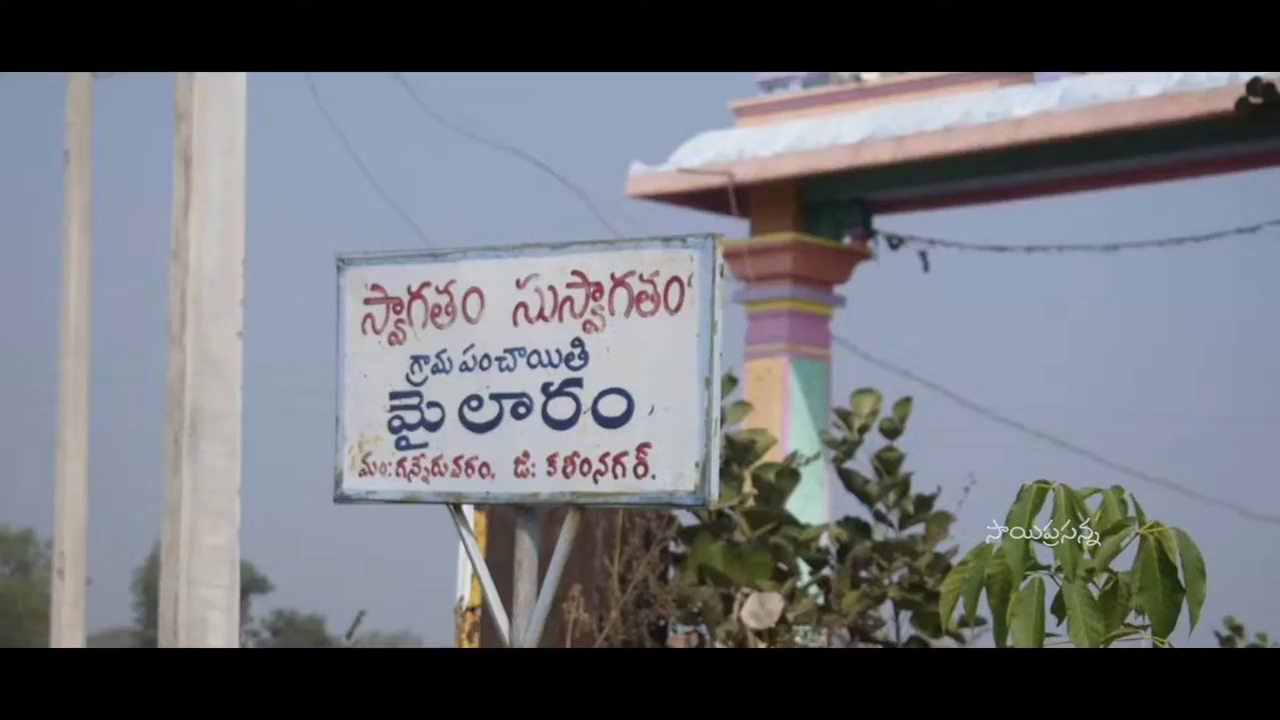 స్వాగతం సుస్వాగతం
గ్రామ పంచాయితి
మైలారం
మం: గన్నేరువరం, జి: కరీంనగర్.
సాయిప్రసన్న